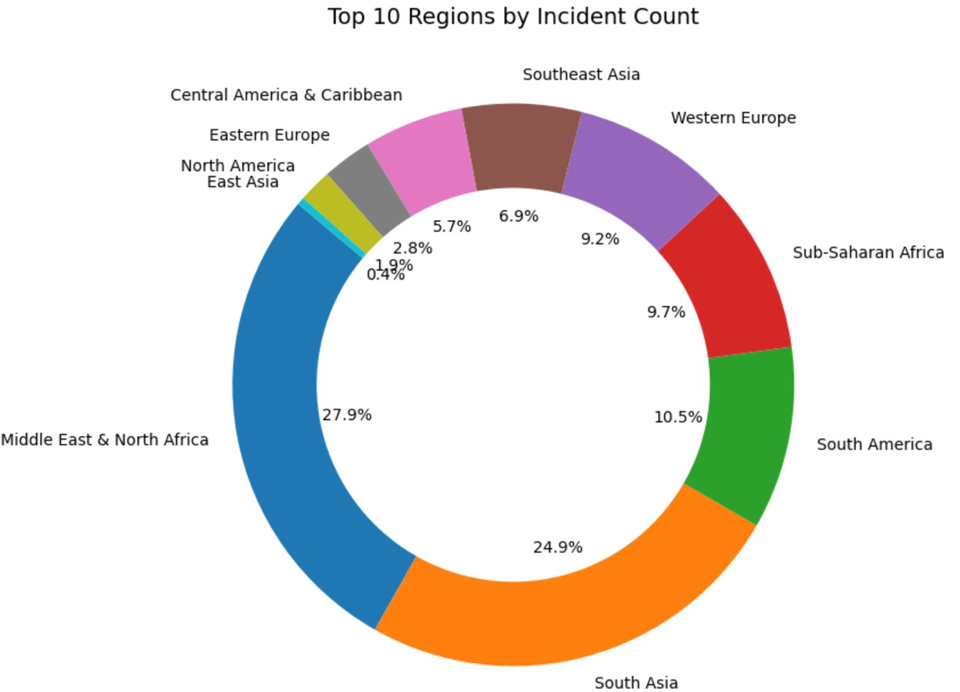 Top 10 Regions by Incident Count
Southeast Asia
Central America & Caribbean
Western Europe
Eastern Europe
North America
East Asia
6.9%
5.7%
9.2%
2.8%
1.9%
0.4%
Sub-Saharan Africa
9.7%
27.9%
10.5%
Middle East & North Africa
South America
24.9%
South Asia